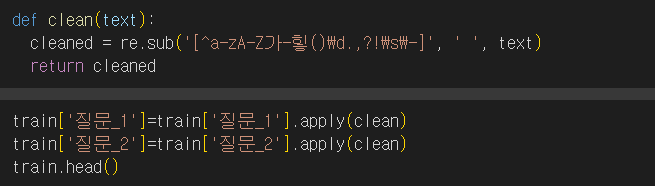 def clean(text):
  cleaned = re.sub('[^a-zA-Z가-힣()₩d.,?!₩s₩-]', ' ', text)
  return cleaned
train['질문_1']=train['질문_1'].apply(clean)
train['질문_2']=train['질문_2'].apply(clean)
train.head()